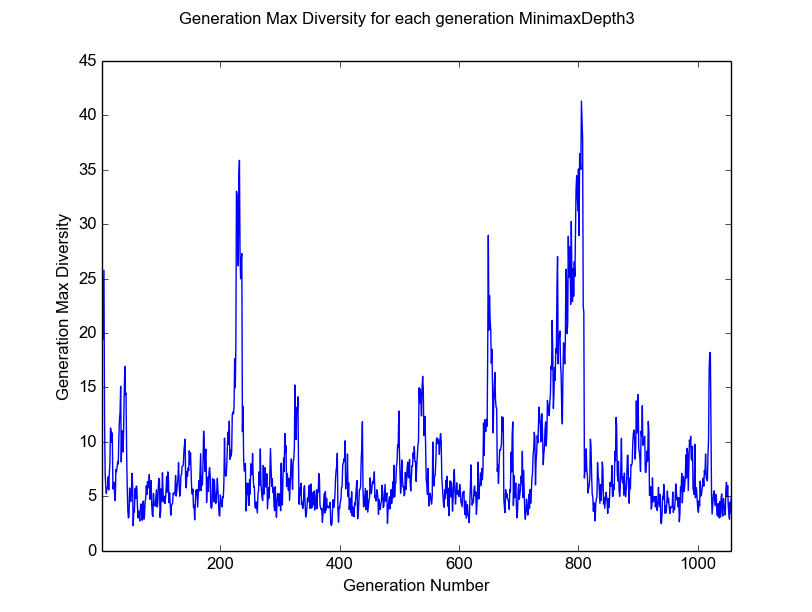 Generation Max Diversity for each generation MinimaxDepth3
45
40
35
30
25
20
15
10
5
0
Generation Max Diversity
200 400 600 800 1000
Generation Number